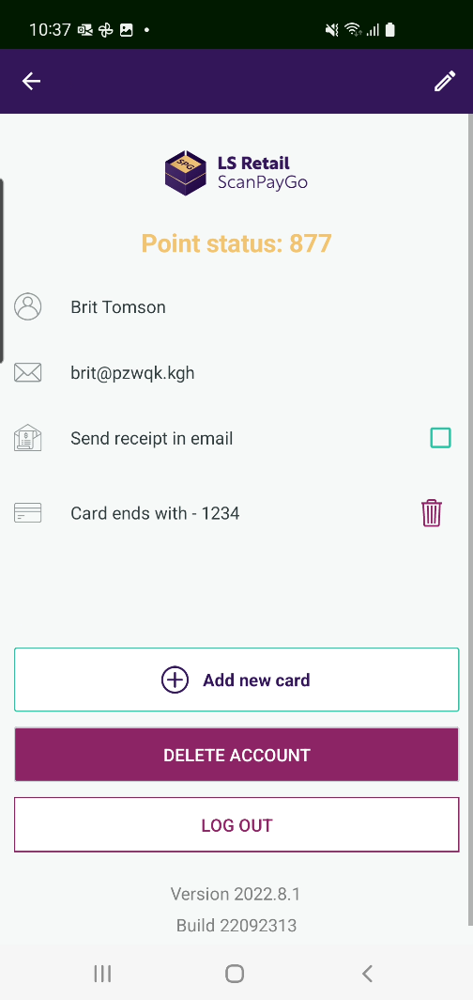 10:37
SPG
LS Retail
ScanPayGo
Point status: 877
Brit Tomson
brit@pzwqk.kgh
Send receipt in email
Card ends with - 1234
Add new card
DELETE ACCOUNT
LOG OUT
Version 2022.8.1
Build 22092313